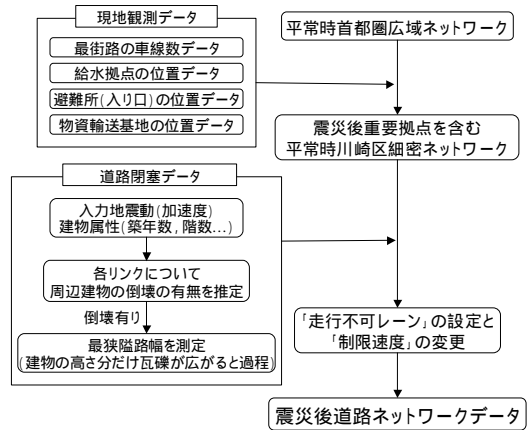 現地観測データ
最街路の車線数データ
給水拠点の位置データ
避難所(入り口)の位置データ
物資輸送基地の位置データ
道路閉塞データ
入力地震動(加速度)
建物属性(築年数,階数...)
各リンクについて
周辺建物の倒壊の有無を推定
倒壊有り
最狭隘路幅を測定
(建物の高さ分だけ瓦礫が広がると過程)
平常時首都圏広域ネットワーク
震災後重要拠点を含む
平常時川崎区細密ネットワーク
「走行不可レーン」の設定と
「制限速度」の変更
震災後道路ネットワークデータ